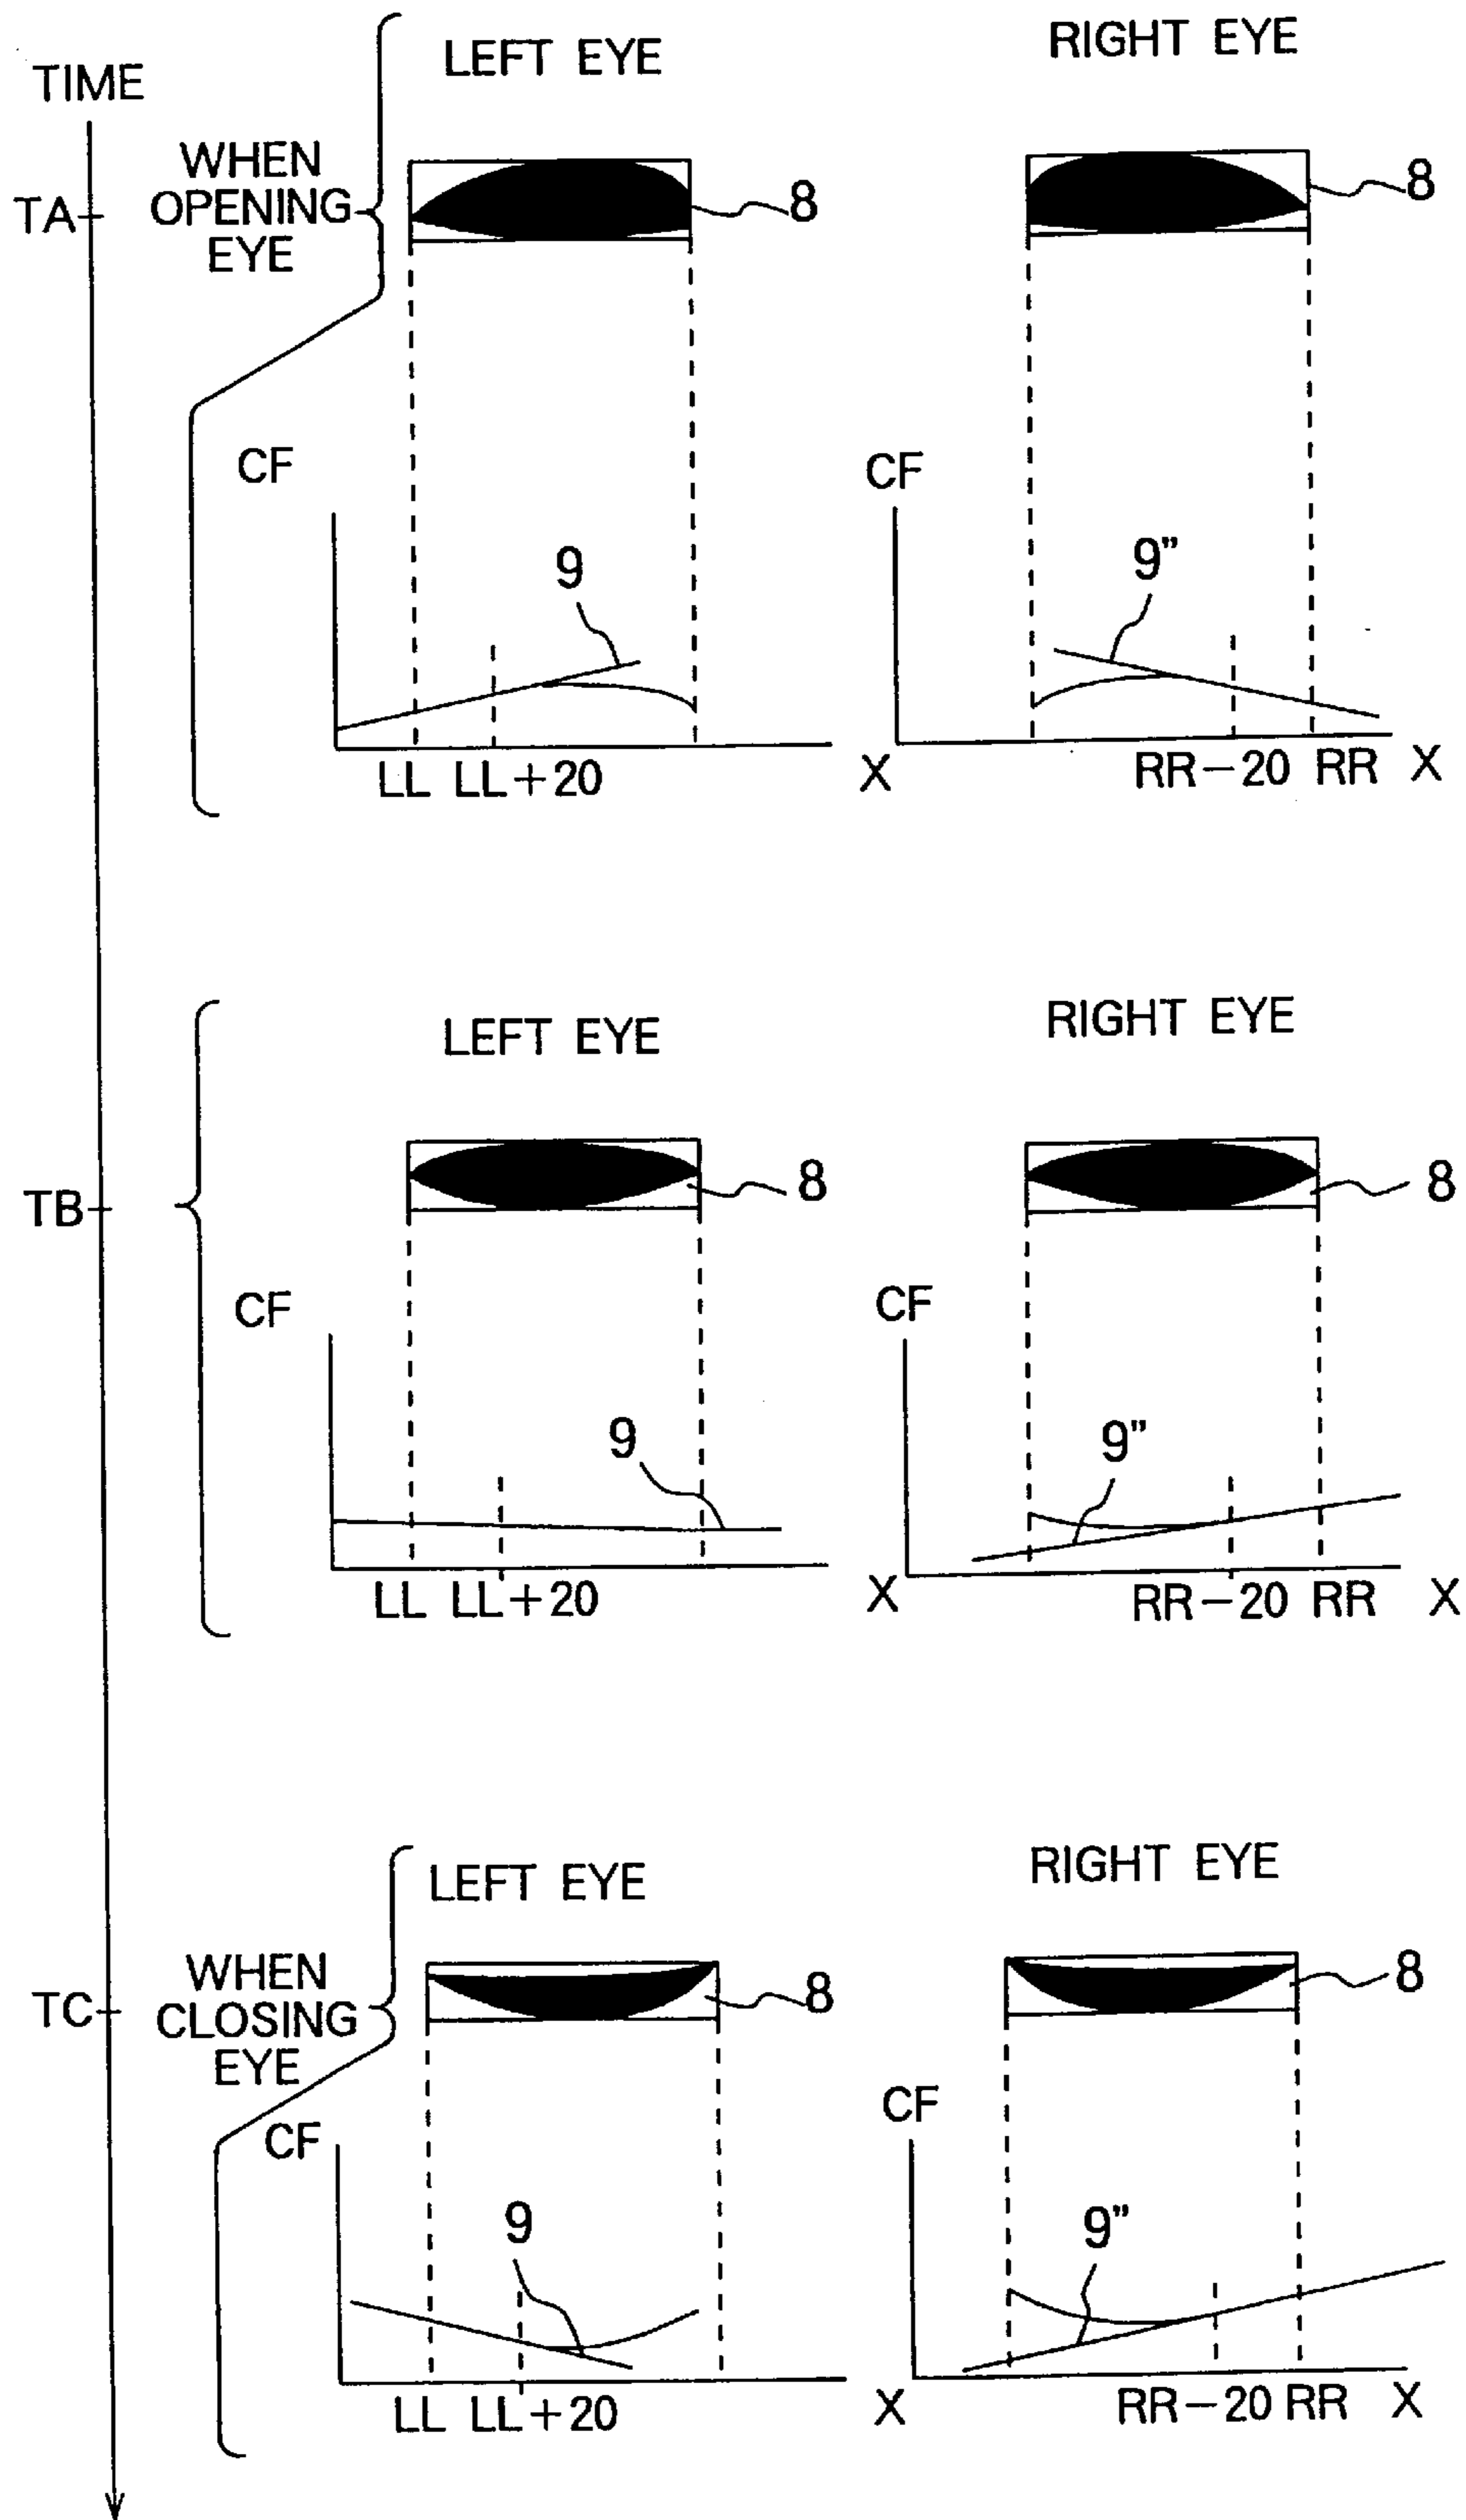 TIME
LEFT EYE
RIGHT EYE
WHEN
OPENING
EYE
TA
8
8
CF
CF
9
9”
LL LL+20
X
RR−20 RR X
LEFT EYE
RIGHT EYE
TB
8
8
CF
CF
9
9”
LL LL+20
X
RR−20 RR X
LEFT EYE
RIGHT EYE
WHEN
CLOSING
EYE
TC
8
8
CF
CF
9
9”
LL LL+20
X
RR−20 RR X